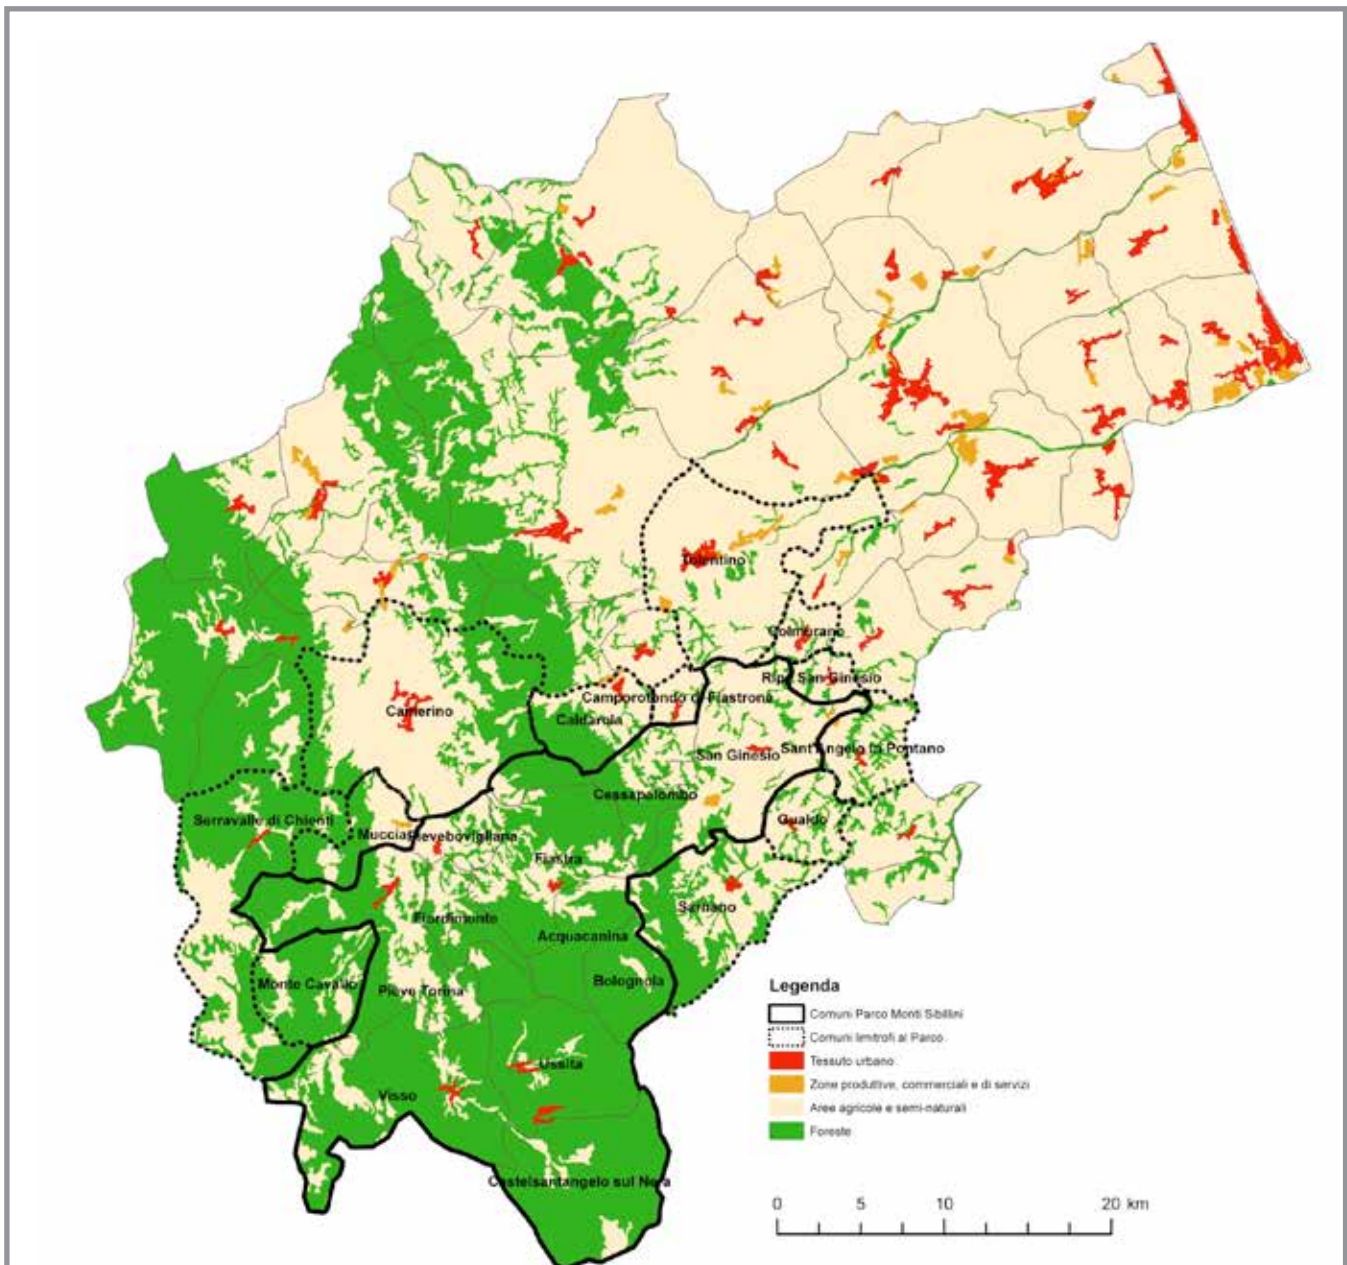 Tolentino
Colmurano
Ripe San Ginesio
Camporotondo di Fiastrone
Camerino
Caldarola
San Ginesio
Sant'Angelo in Pontano
Cessapalombo
Serravalle di Chienti
Muccia
Pievebovigliana
Gualdo
Fiastra
Sarnano
Fiordimonte
Acquacanina
Monte Cavallo
Pieve Torina
Bolognola
Legenda
Comuni Parco Monti Sibillini
Comuni limitrofi al Parco
Tessuto urbano
Zone produttive, commerciali e di servizi
Aree agricole e semi-naturali
Foreste
Ussita
Visso
Castelsantangelo sul Nera
0 5 10 20 km